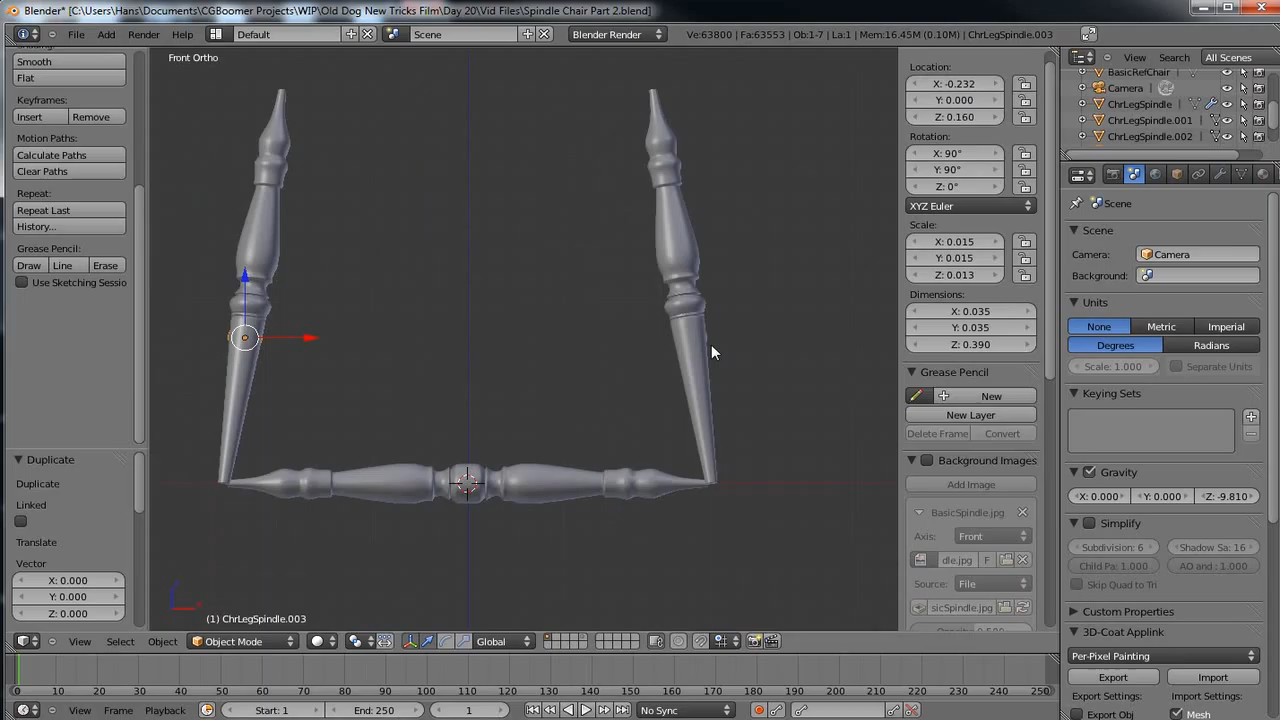 Blender* [C:\Users\Hans\Documents\CGBoomer Projects\WIP\Old Dog New Tricks Film\Day 20\Vid Files\Spindle Chair Part 2.blend]
File Add Render Help Default Scene Blender Render Ve:63800 | Fa:63553 | Ob:1-7 | La:1 | Mem:16.45M (0.10M) | ChrLegSpindle.003
View Search All Scenes
Smooth
Flat
Keyframes:
Insert Remove
Motion Paths:
Calculate Paths
Clear Paths
Repeat:
Repeat Last
History...
Grease Pencil:
Draw Line Erase
Use Sketching Sessio
Duplicate
Duplicate
Linked
Translate
Vector
X: 0.000
Y: 0.000
Z: 0.000
Front Ortho
(1) ChrLegSpindle.003
Location:
X: -0.232
Y: 0.000
Z: 0.160
Rotation:
X: 90°
Y: 90°
Z: 0°
XYZ Euler
Scale:
X: 0.015
Y: 0.015
Z: 0.013
Dimensions:
X: 0.035
Y: 0.035
Z: 0.390
Grease Pencil
New
New Layer
Delete Frame Convert
Background Images
Add Image
BasicSpindle.jpg
Axis: Front
dle.jpg F
Source: File
sicSpindle.jpg
BasicRefChair
Camera
ChrLegSpindle
ChrLegSpindle.001
ChrLegSpindle.002
Scene
Scene
Camera: Camera
Background:
Units
None Metric Imperial
Degrees Radians
Scale: 1.000 Separate Units
Keying Sets
Gravity
X: 0.000 Y: 0.000 Z: -9.810
Simplify
Subdivision: 6 Shadow Sa: 16
Child Pa: 1.000 AO and : 1.000
Skip Quad to Tri
Custom Properties
3D-Coat Applink
Per-Pixel Painting
Export Import
Export Settings: Import Settings:
Export Obj Mesh
View Select Object Object Mode Global
0 10 20 30 40 50 60 70 80 90 100 110 120 130 140 150 160 170 180 190 200 210 220 230 240 250
View Frame Playback Start: 1 End: 250 1 No Sync